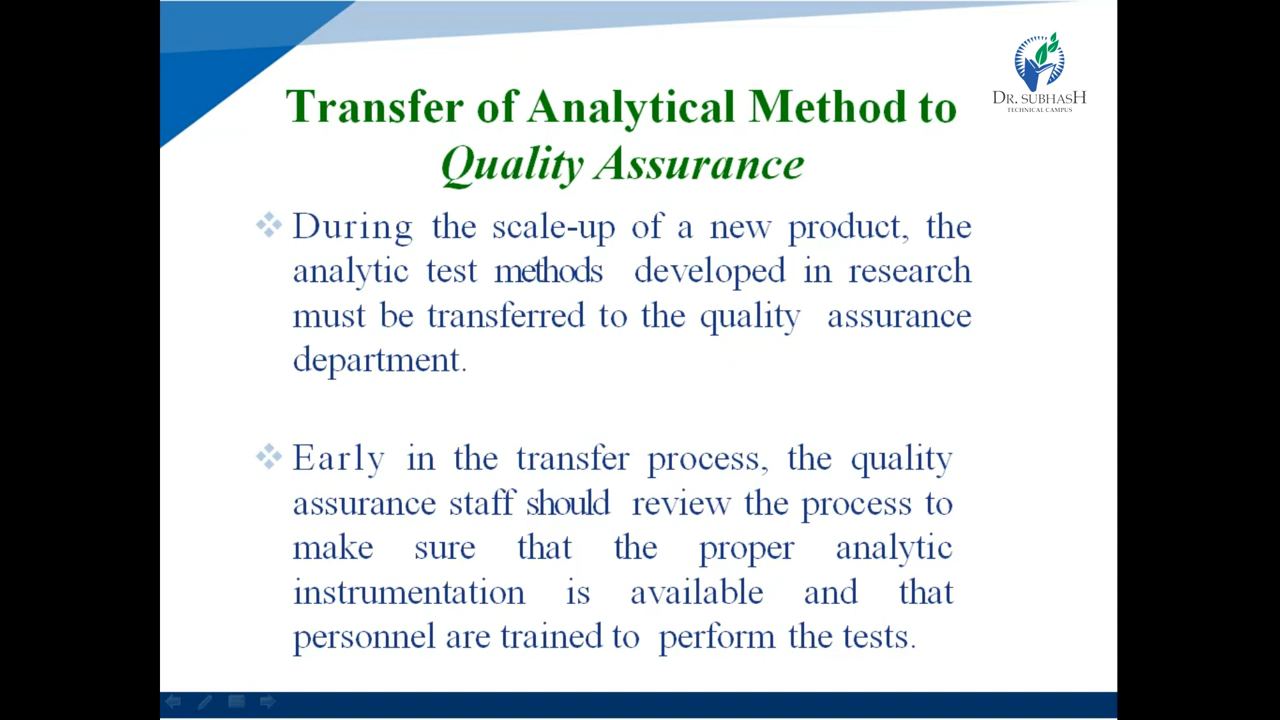 DR. SUBHASH
TECHNICAL CAMPUS
Transfer of Analytical Method to
Quality Assurance
During the scale-up of a new product, the
analytic test methods developed in research
must be transferred to the quality assurance
department.
Early in the transfer process, the quality
assurance staff should review the process to
make sure that the proper analytic
instrumentation is available and that
personnel are trained to perform the tests.